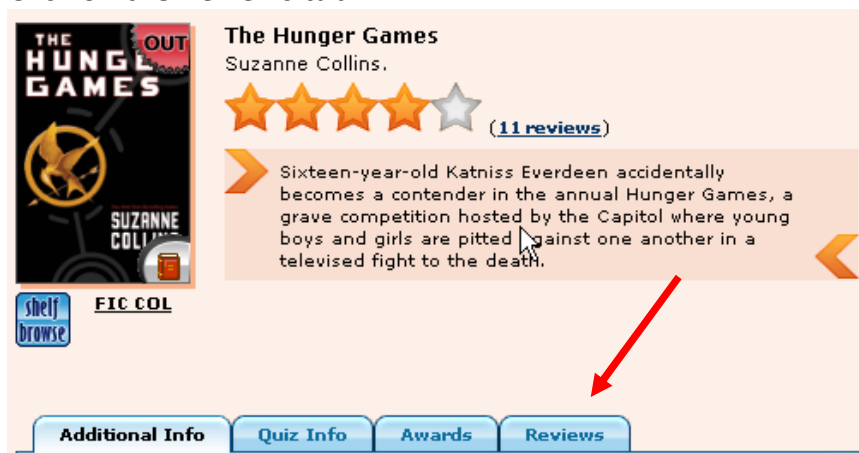 THE
HUNG
GAMES
OUT
SUZANNE
The Hunger Games
Suzanne Collins.
(11 reviews)
Sixteen-year-old Katniss Everdeen accidentally
becomes a contender in the annual Hunger Games, a
grave competition hosted by the Capitol where young
boys and girls are pitted against one another in a
televised fight to the death.
shelf
browse
FIC COL
Additional Info
Quiz Info
Awards
Reviews